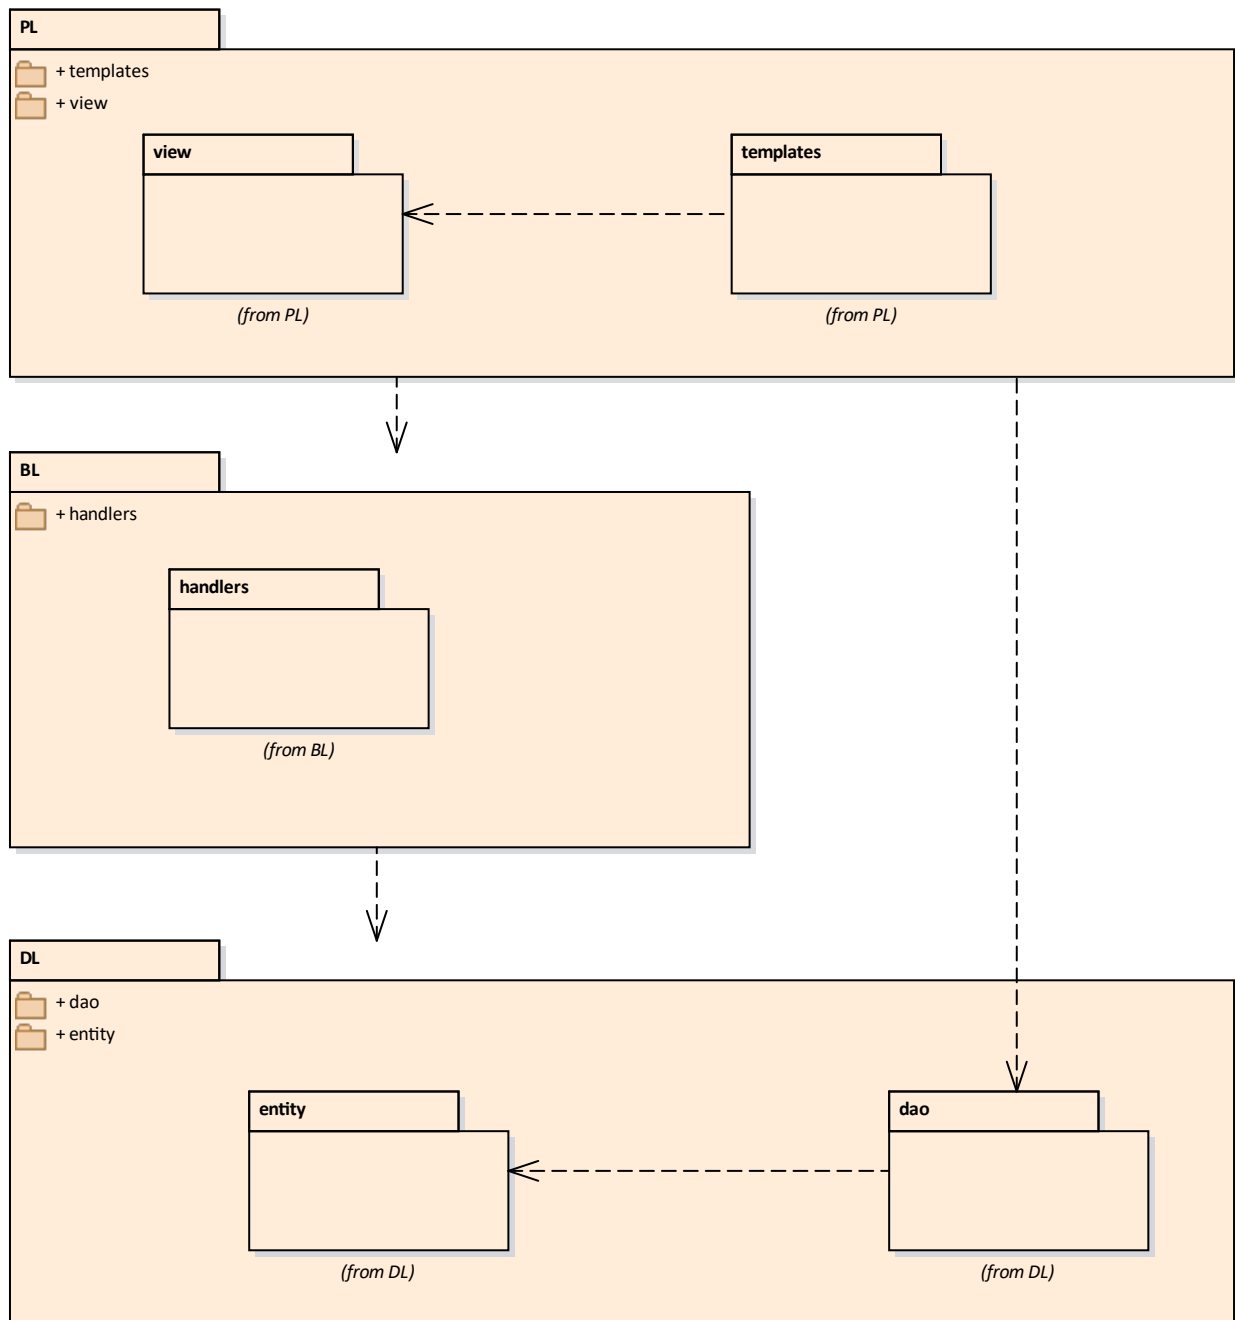 PL
+ templates
+ view
view
templates
(from PL)
(from PL)
BL
+ handlers
handlers
(from BL)
DL
+ dao
+ entity
entity
dao
(from DL)
(from DL)